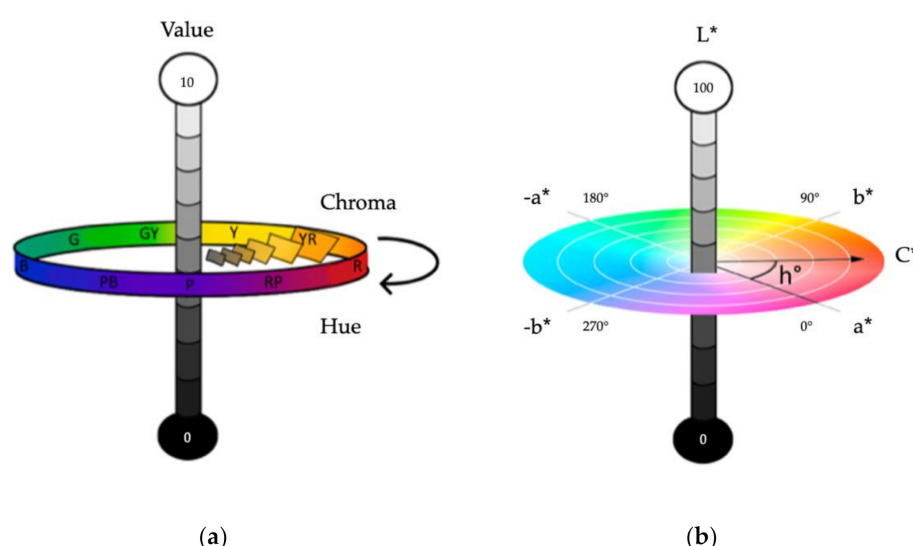 Value
10
Chroma
G
GY
Y
YR
B
PB
P
RP
R
Hue
0
(a)
L*
100
-a*
180°
90°
b*
C*
h°
-b*
270°
0°
a*
0
(b)